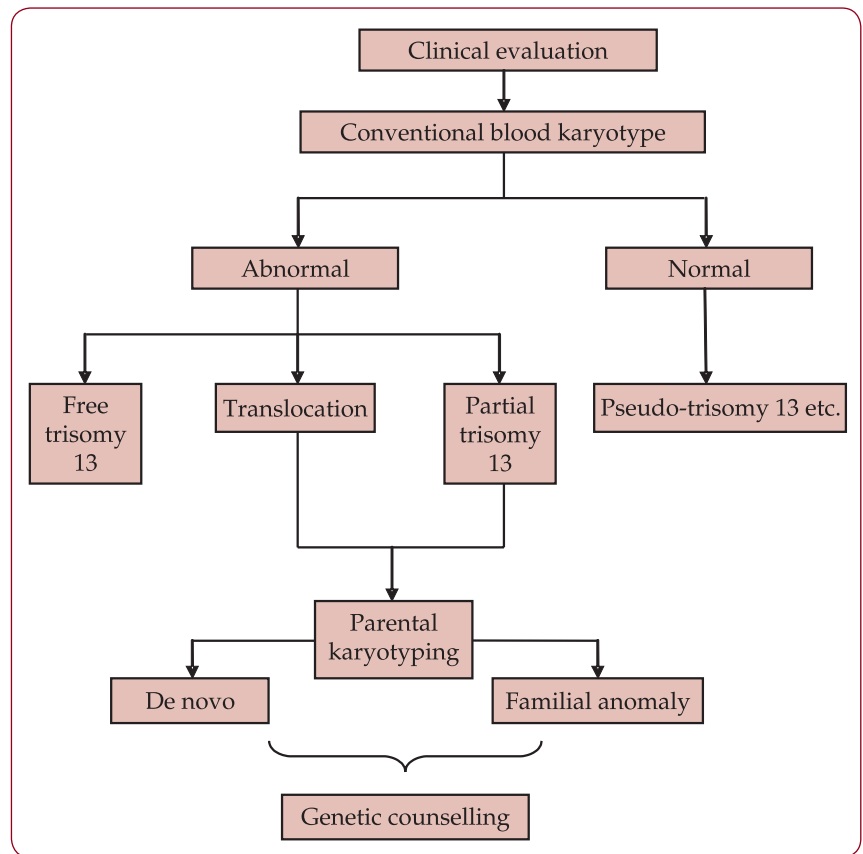 Clinical evaluation
Conventional blood karyotype
Abnormal
Normal
Free
trisomy
13
Translocation
Partial
trisomy
13
Pseudo-trisomy 13 etc.
Parental
karyotyping
De novo
Familial anomaly
Genetic counselling